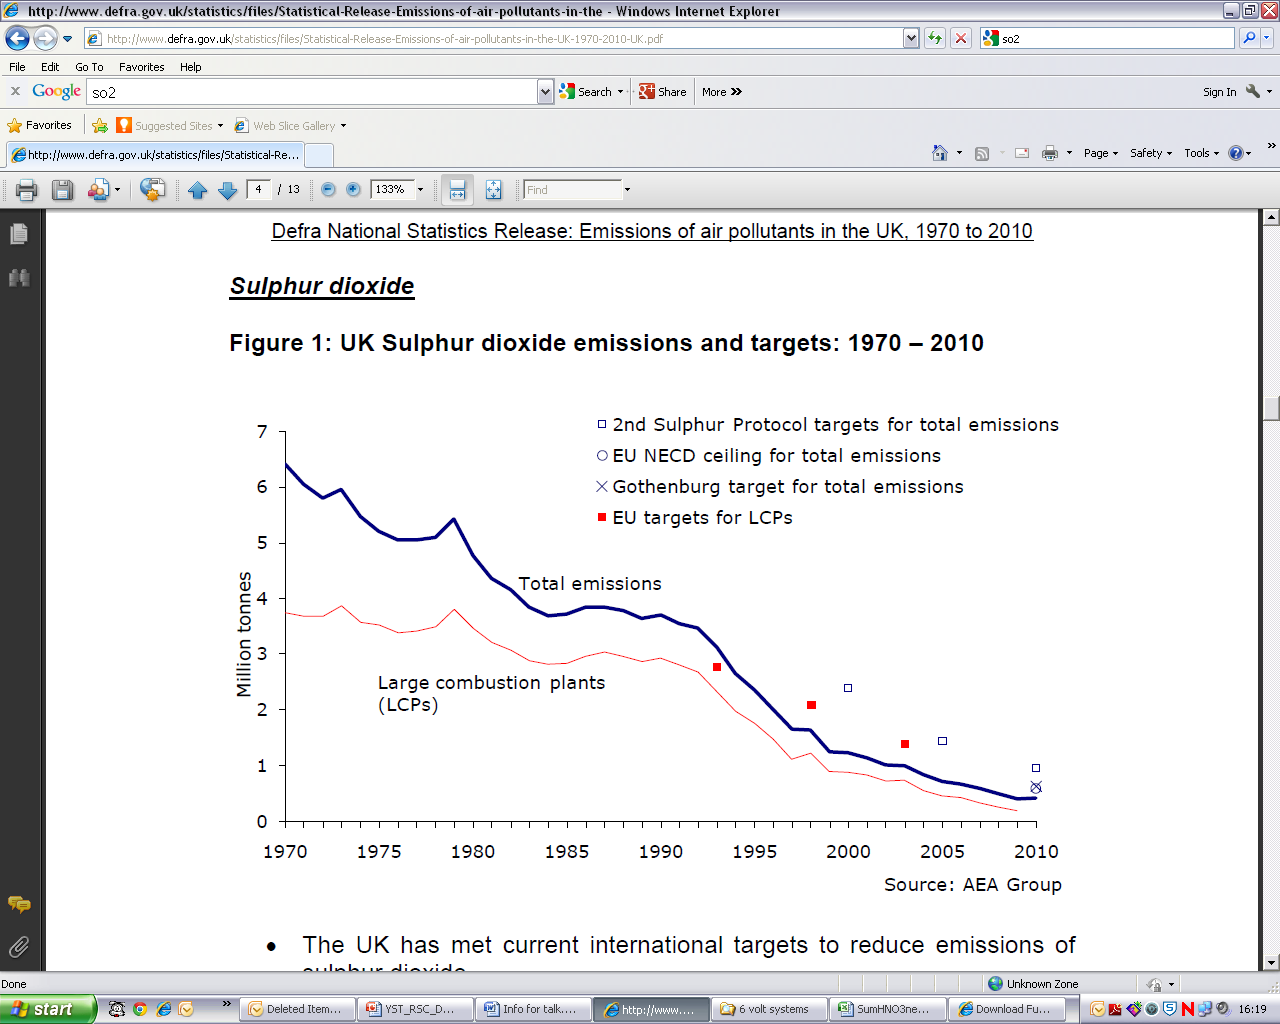 http://www.defra.gov.uk/statistics/files/Statistical-Release-Emissions-of-air-pollutants-in-the - Windows Internet Explorer
http://www.defra.gov.uk/statistics/files/Statistical-Release-Emissions-of-air-pollutants-in-the-UK-1970-2010-UK.pdf
so2
File Edit Go To Favorites Help
x Google so2 Search Share More » Sign In
Favorites Suggested Sites Web Slice Gallery
http://www.defra.gov.uk/statistics/files/Statistical-Re... Page Safety Tools
4 / 13 133% Find
Defra National Statistics Release: Emissions of air pollutants in the UK, 1970 to 2010
Sulphur dioxide
Figure 1: UK Sulphur dioxide emissions and targets: 1970 – 2010
2nd Sulphur Protocol targets for total emissions
EU NECD ceiling for total emissions
Gothenburg target for total emissions
EU targets for LCPs
7
6
5
4
3
2
1
0
Million tonnes
Total emissions
Large combustion plants
(LCPs)
1970 1975 1980 1985 1990 1995 2000 2005 2010
Source: AEA Group
• The UK has met current international targets to reduce emissions of
Done Unknown Zone
start Deleted Item... YST_RSC_D... Info for talk.... http://www.... 6 volt systems SumHNO3ne... Download Fu... 16:19